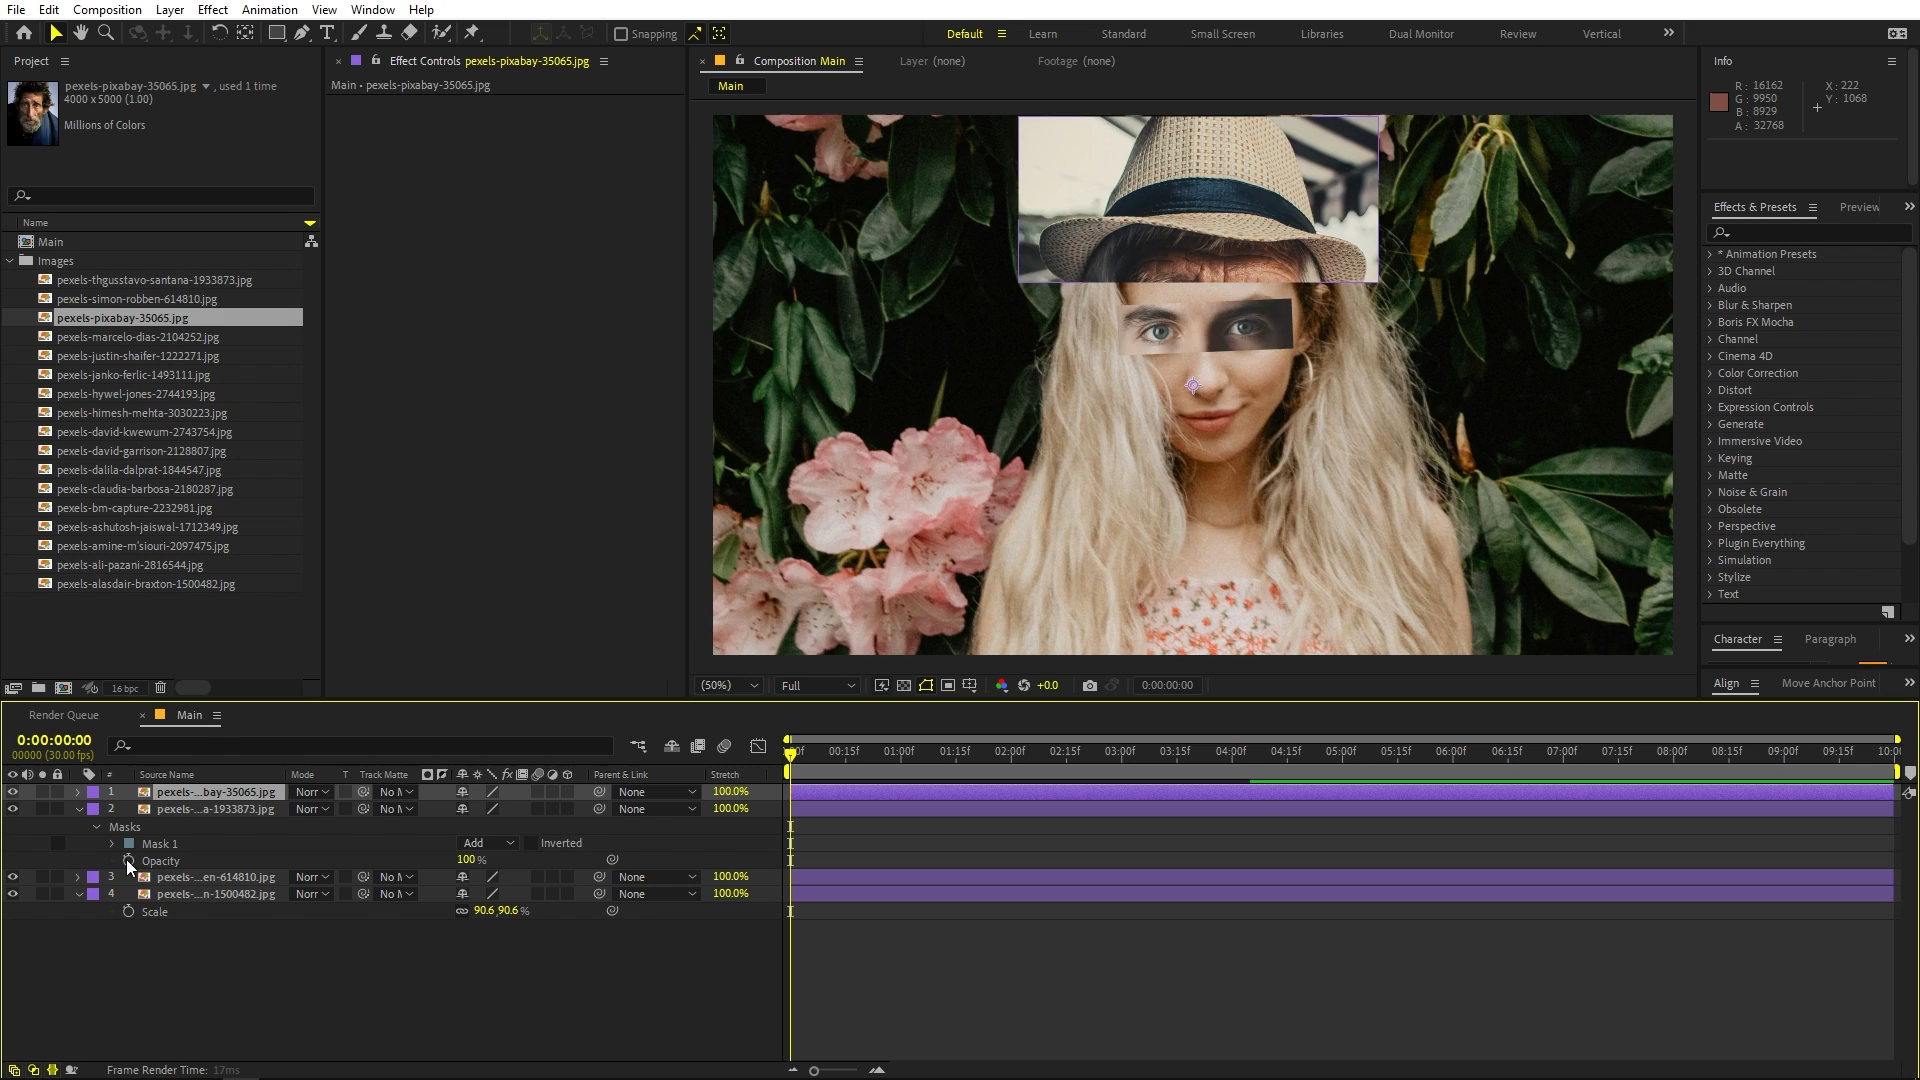 File Edit Composition Layer Effect Animation View Window Help
Snapping
Default Learn Standard Small Screen Libraries Dual Monitor Review Vertical
Project
pexels-pixabay-35065.jpg , used 1 time
4000 x 5000 (1.00)
Millions of Colors
Name
Main
Images
pexels-thgusstavo-santana-1933873.jpg
pexels-simon-robben-614810.jpg
pexels-pixabay-35065.jpg
pexels-marcelo-dias-2104252.jpg
pexels-justin-shaifer-1222271.jpg
pexels-janko-ferlic-1493111.jpg
pexels-hywel-jones-2744193.jpg
pexels-himesh-mehta-3030223.jpg
pexels-david-kwewum-2743754.jpg
pexels-david-garrison-2128807.jpg
pexels-dalila-dalprat-1844547.jpg
pexels-claudia-barbosa-2180287.jpg
pexels-bm-capture-2232981.jpg
pexels-ashutosh-jaiswal-1712349.jpg
pexels-amine-m'siouri-2097475.jpg
pexels-ali-pazani-2816544.jpg
pexels-alasdair-braxton-1500482.jpg
16 bpc
Effect Controls pexels-pixabay-35065.jpg
Main • pexels-pixabay-35065.jpg
Composition Main Layer (none) Footage (none)
Main
(50%) Full +0.0 0:00:00:00
Info
R : 16162
G : 9950
B : 8929
A : 32768
X : 222
Y : 1068
Effects & Presets Preview
* Animation Presets
3D Channel
Audio
Blur & Sharpen
Boris FX Mocha
Channel
Cinema 4D
Color Correction
Distort
Expression Controls
Generate
Immersive Video
Keying
Matte
Noise & Grain
Obsolete
Perspective
Plugin Everything
Simulation
Stylize
Text
Character Paragraph
Align Move Anchor Point
Render Queue Main
0:00:00:00
00000 (30.00 fps)
00f 00:15f 01:00f 01:15f 02:00f 02:15f 03:00f 03:15f 04:00f 04:15f 05:00f 05:15f 06:00f 06:15f 07:00f 07:15f 08:00f 08:15f 09:00f 09:15f 10:00
# Source Name Mode T Track Matte fx Parent & Link Stretch
1 pexels-...bay-35065.jpg Norr No M None 100.0%
2 pexels-...a-1933873.jpg Norr No M None 100.0%
Masks
Mask 1 Add Inverted
Opacity 100 %
3 pexels-...en-614810.jpg Norr No M None 100.0%
4 pexels-...n-1500482.jpg Norr No M None 100.0%
Scale 90.6,90.6 %
Frame Render Time: 17ms